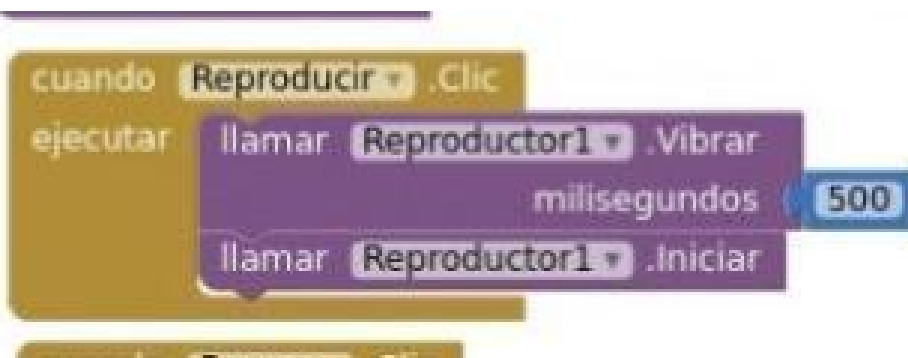 cuando Reproducir .Clic
ejecutar llamar Reproductor1 .Vibrar
milisegundos 500
llamar Reproductor1 .Iniciar